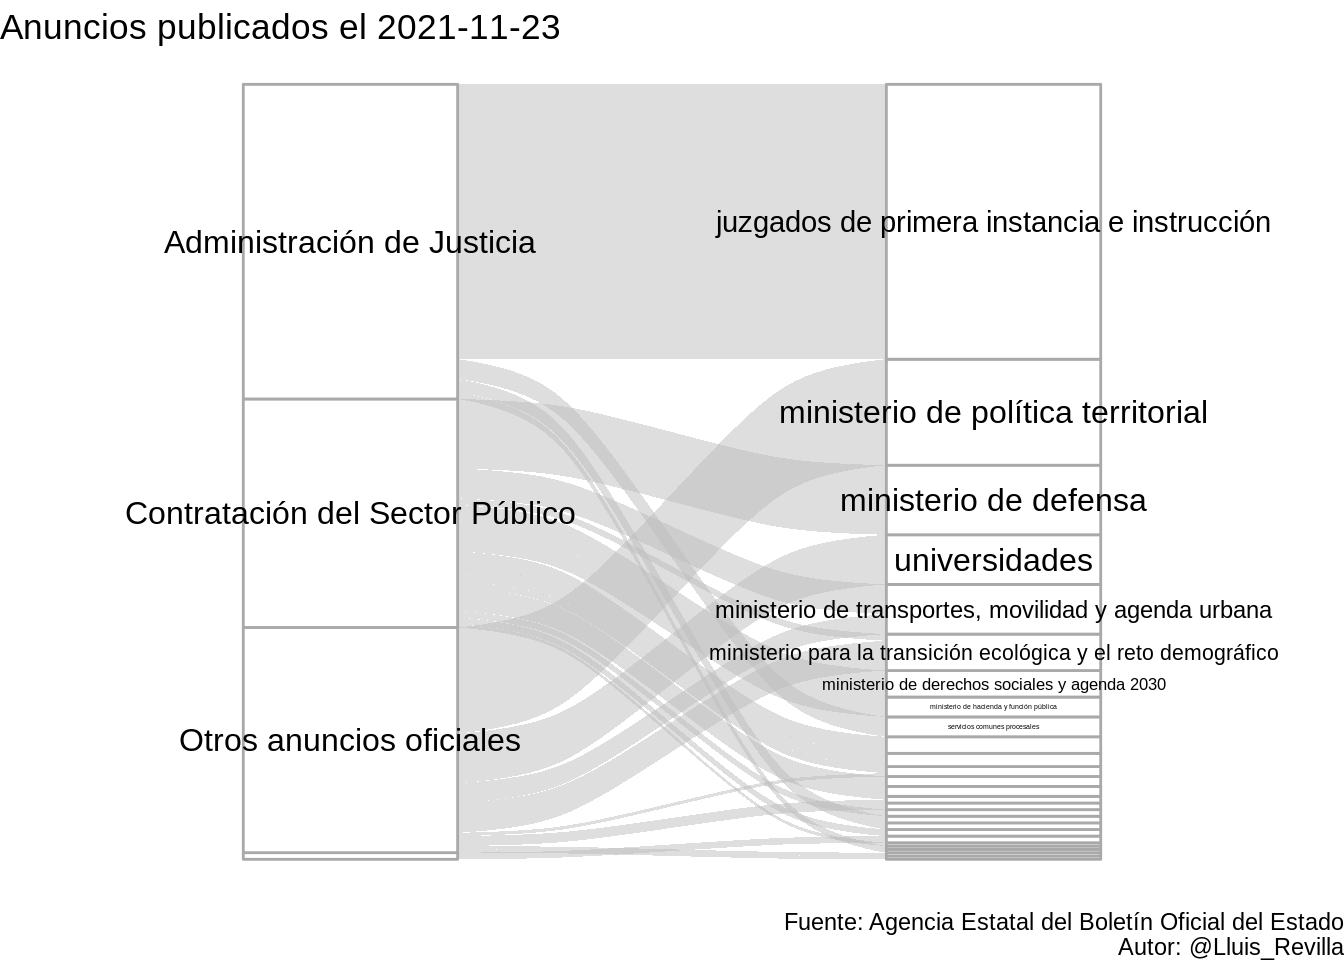 Anuncios publicados el 2021-11-23
Administración de Justicia
Contratación del Sector Público
Otros anuncios oficiales
juzgados de primera instancia e instrucción
ministerio de política territorial
ministerio de defensa
universidades
ministerio de transportes, movilidad y agenda urbana
ministerio para la transición ecológica y el reto demográfico
ministerio de derechos sociales y agenda 2030
ministerio de hacienda y función pública
servicios comunes procesales
Fuente: Agencia Estatal del Boletín Oficial del Estado
Autor: @Lluis_Revilla